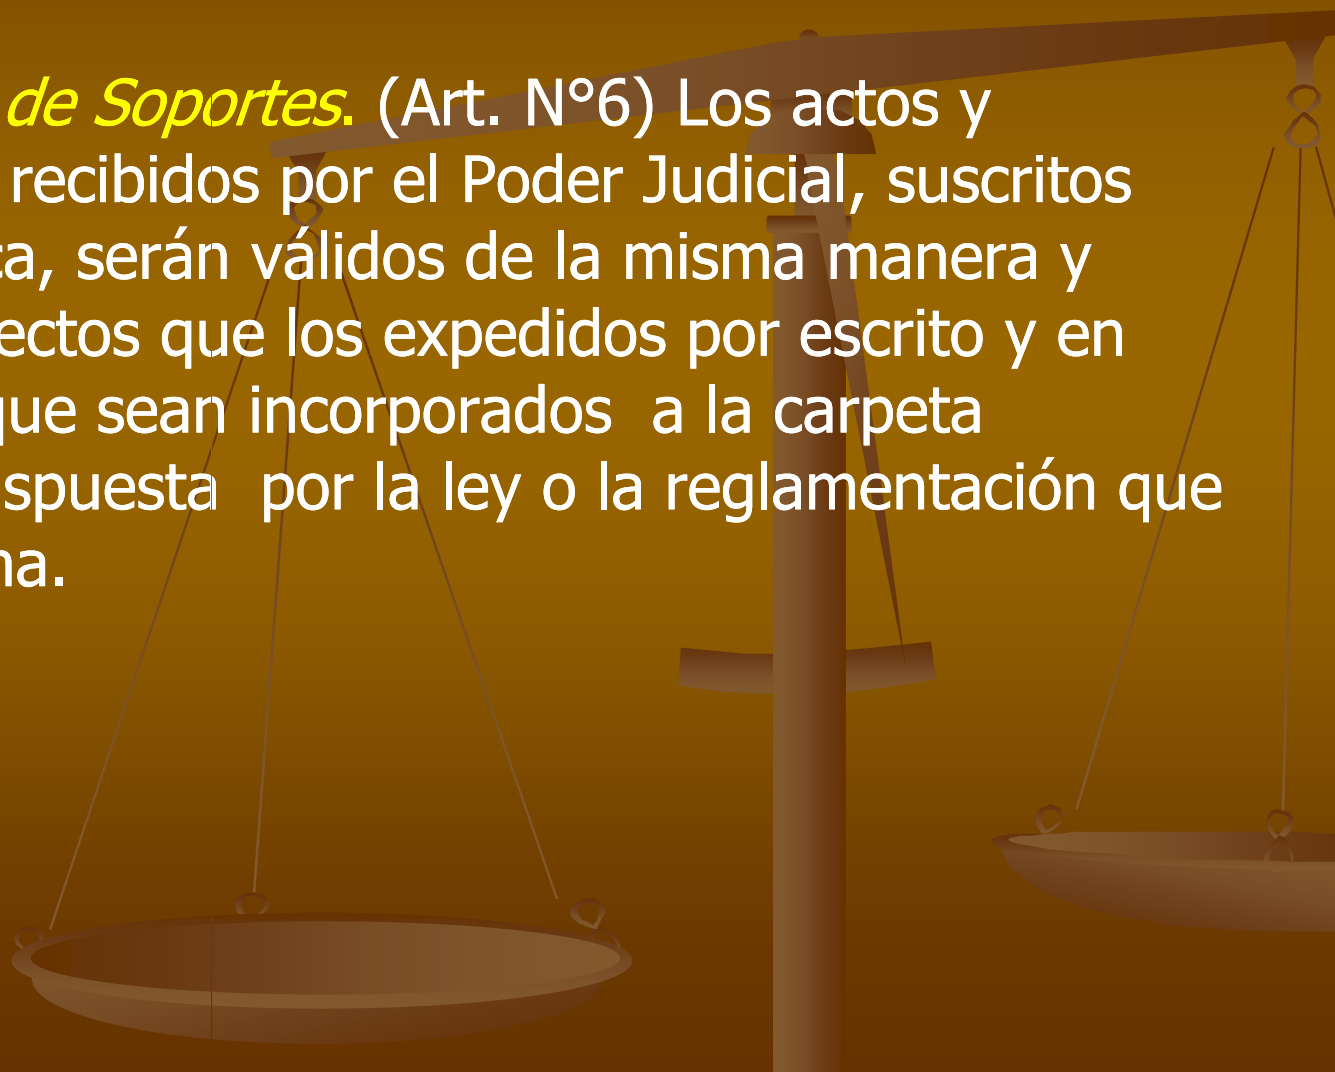 de Soportes. (Art. N°6) Los actos y
recibidos por el Poder Judicial, suscritos
serán válidos de la misma manera y
que los expedidos por escrito y en
que sean incorporados a la carpeta
por la ley o la reglamentación que